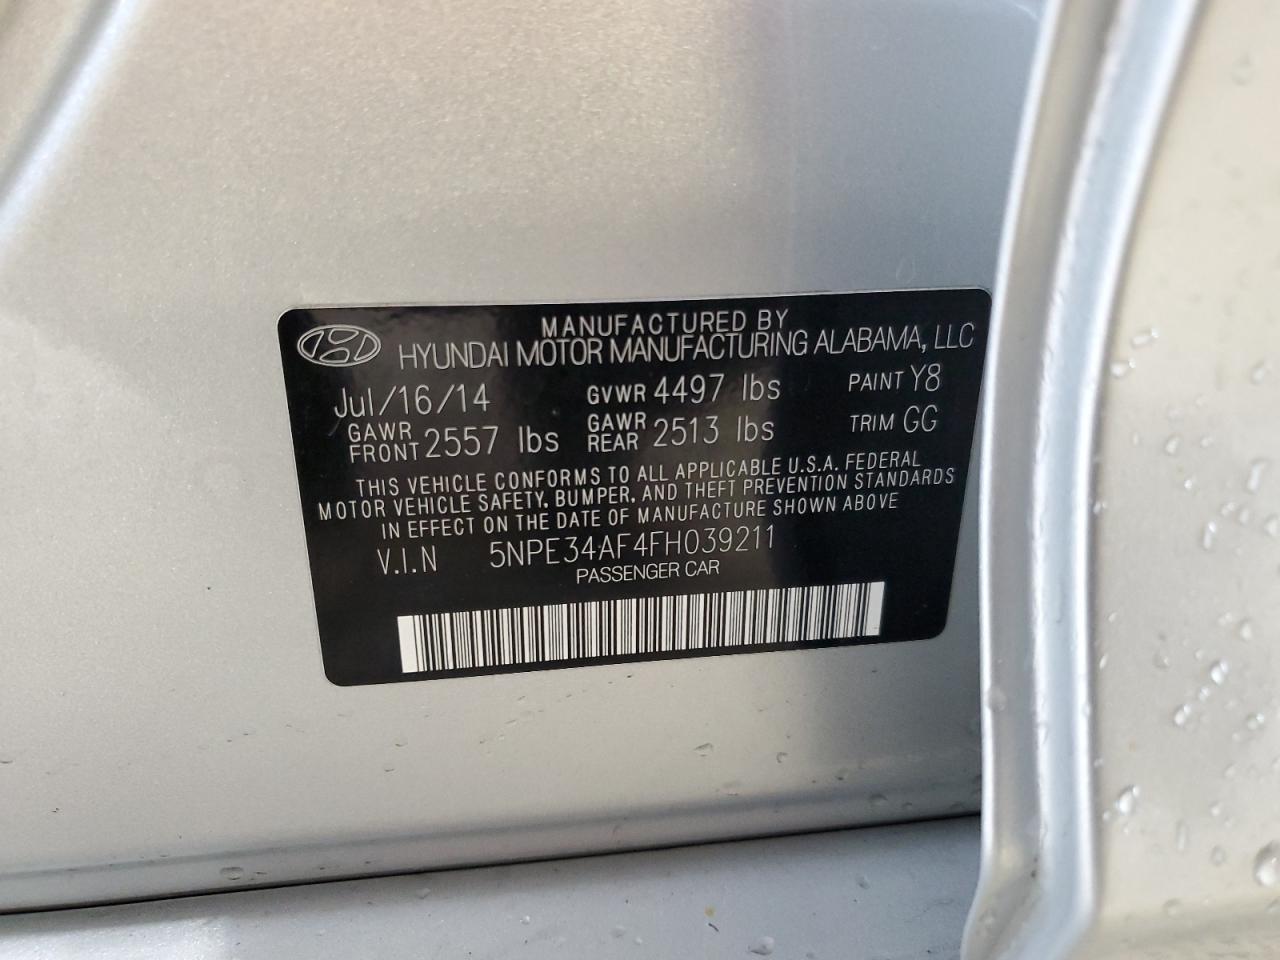 MANUFACTURED BY
HYUNDAI MOTOR MANUFACTURING ALABAMA, LLC
Jul/16/14 GVWR 4497 lbs PAINT Y8
GAWR FRONT 2557 lbs GAWR REAR 2513 lbs TRIM GG
THIS VEHICLE CONFORMS TO ALL APPLICABLE U.S.A. FEDERAL
MOTOR VEHICLE SAFETY, BUMPER, AND THEFT PREVENTION STANDARDS
IN EFFECT ON THE DATE OF MANUFACTURE SHOWN ABOVE
V.I.N 5NPE34AF4FH039211
PASSENGER CAR